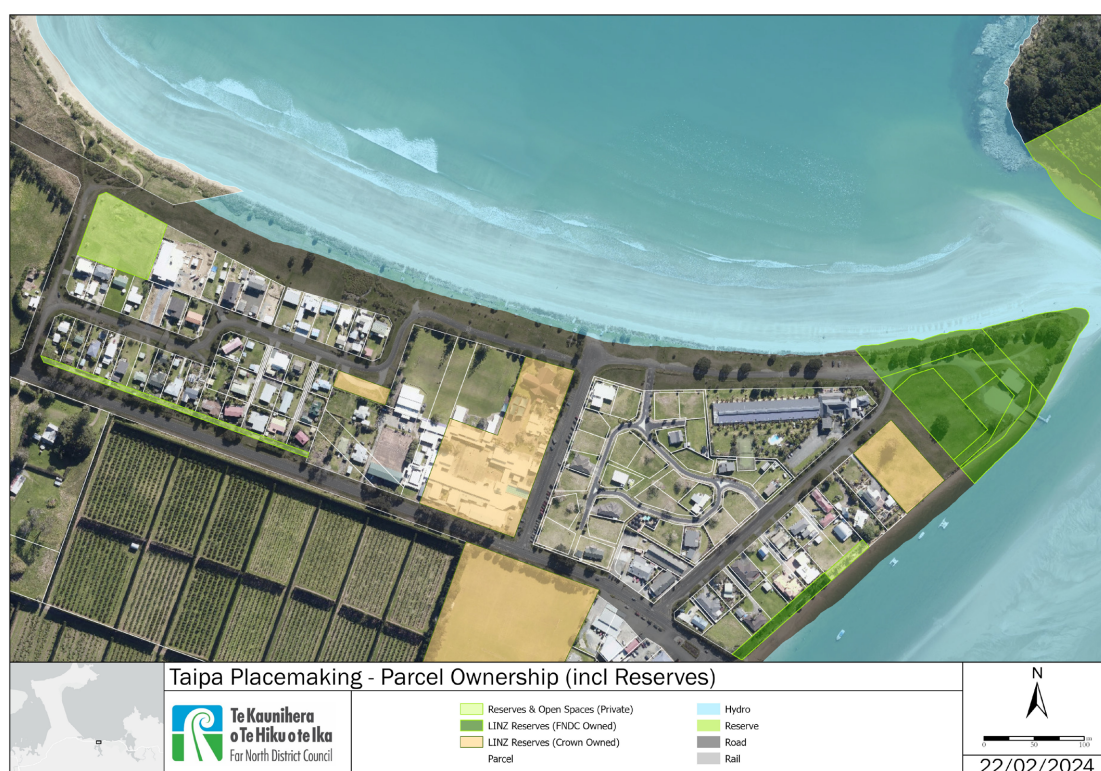 Taipa Placemaking - Parcel Ownership (incl Reserves)
Te Kaunihera
o Te Hiku o te Ika
Far North District Council
Reserves & Open Spaces (Private)
LINZ Reserves (FNDC Owned)
LINZ Reserves (Crown Owned)
Parcel
Hydro
Reserve
Road
Rail
N
0 50 100
22/02/2024